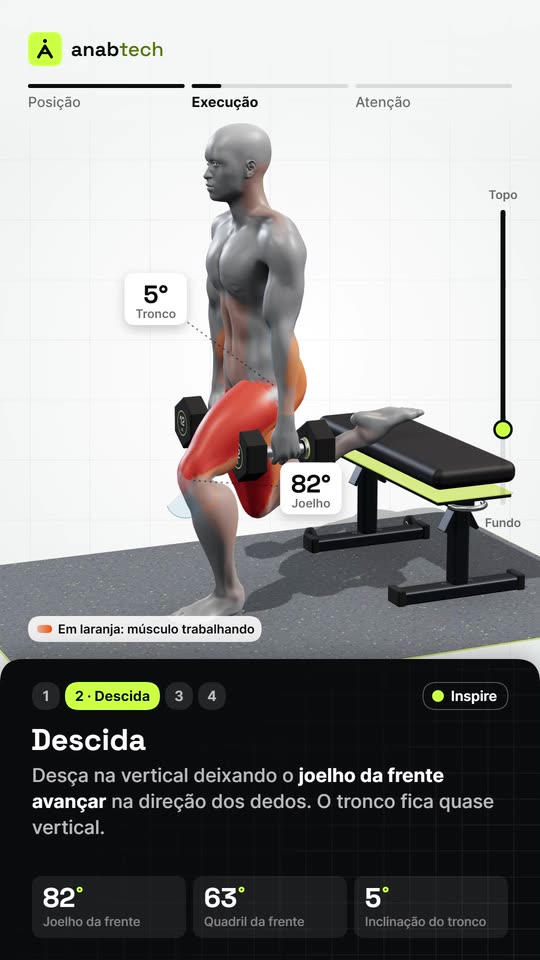 anabtech
Posição
Execução
Atenção
Topo
5°
Tronco
82°
Joelho
Fundo
Em laranja: músculo trabalhando
1
2 · Descida
3
4
Inspire
Descida
Desça na vertical deixando o joelho da frente
avançar na direção dos dedos. O tronco fica quase
vertical.
82°
Joelho da frente
63°
Quadril da frente
5°
Inclinação do tronco